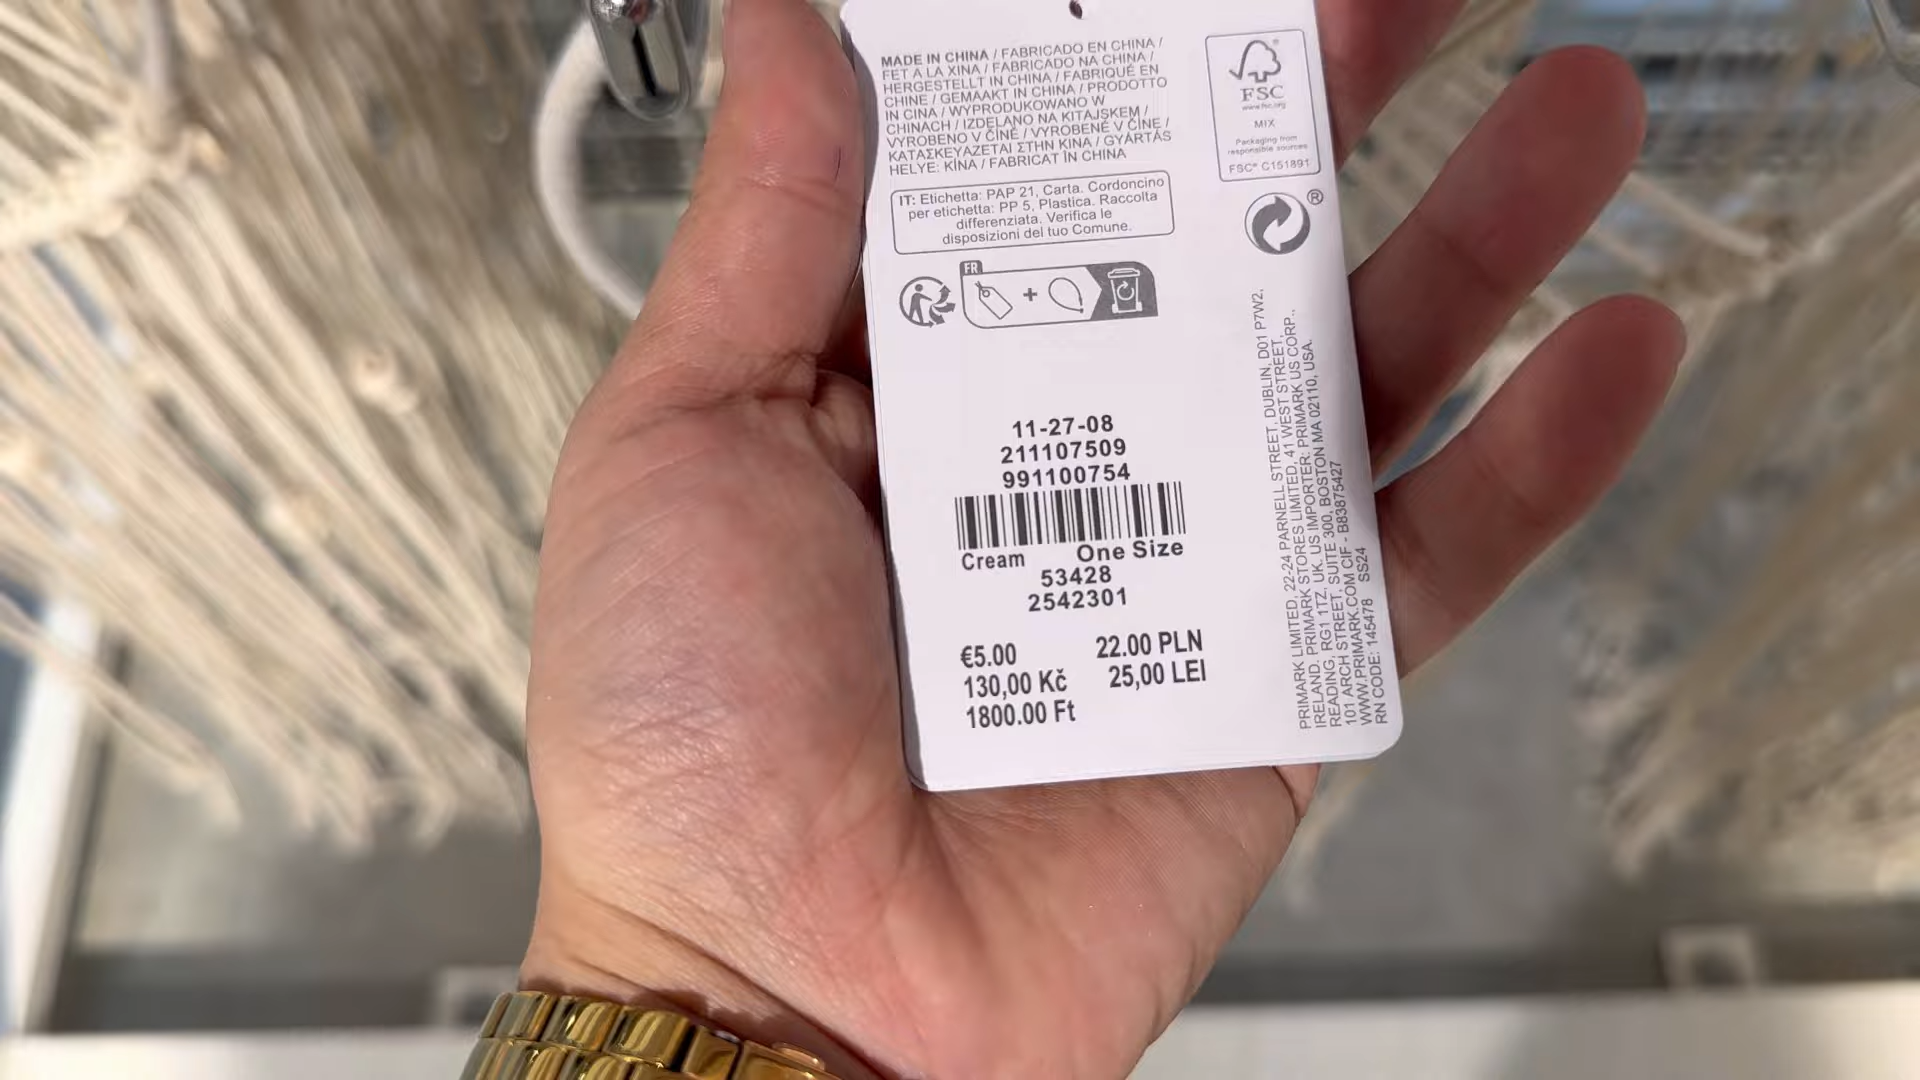 MADE IN CHINA / FABRICADO EN CHINA /
FET A LA XINA / FABRICADO NA CHINA /
HERGESTELLT IN CHINA / FABRIQUÉ EN
CHINE / GEMAAKT IN CHINA / PRODOTTO
IN CINA / WYPRODUKOWANO W
CHINACH / IZDELANO NA KITAJSKEM /
VYROBENO V ČÍNĚ / VYROBENÉ V ČÍNE /
ΚΑΤΑΣΚΕΥΑΖΕΤΑΙ ΣΤΗΝ ΚΙΝΑ / GYÁRTÁS
HELYE: KÍNA / FABRICAT ÎN CHINA
FSC®
www.fsc.org
MIX
Packaging from
responsible sources
FSC® C151891
IT: Etichetta: PAP 21, Carta. Cordoncino
per etichetta: PP 5, Plastica. Raccolta
differenziata. Verifica le
disposizioni del tuo Comune.
®
FR
+
11-27-08
211107509
991100754
Cream One Size
53428
2542301
€5.00 22.00 PLN
130,00 Kč 25,00 LEI
1800.00 Ft
PRIMARK LIMITED, 22-24 PARNELL STREET, DUBLIN, D01 P7W2,
IRELAND. PRIMARK STORES LIMITED, 41 WEST STREET,
READING, RG1 1TZ, UK. US IMPORTER: PRIMARK US CORP.,
101 ARCH STREET, SUITE 300, BOSTON MA 02110, USA.
WWW.PRIMARK.COM CIF - B83875427
RN CODE: 145478 SS24